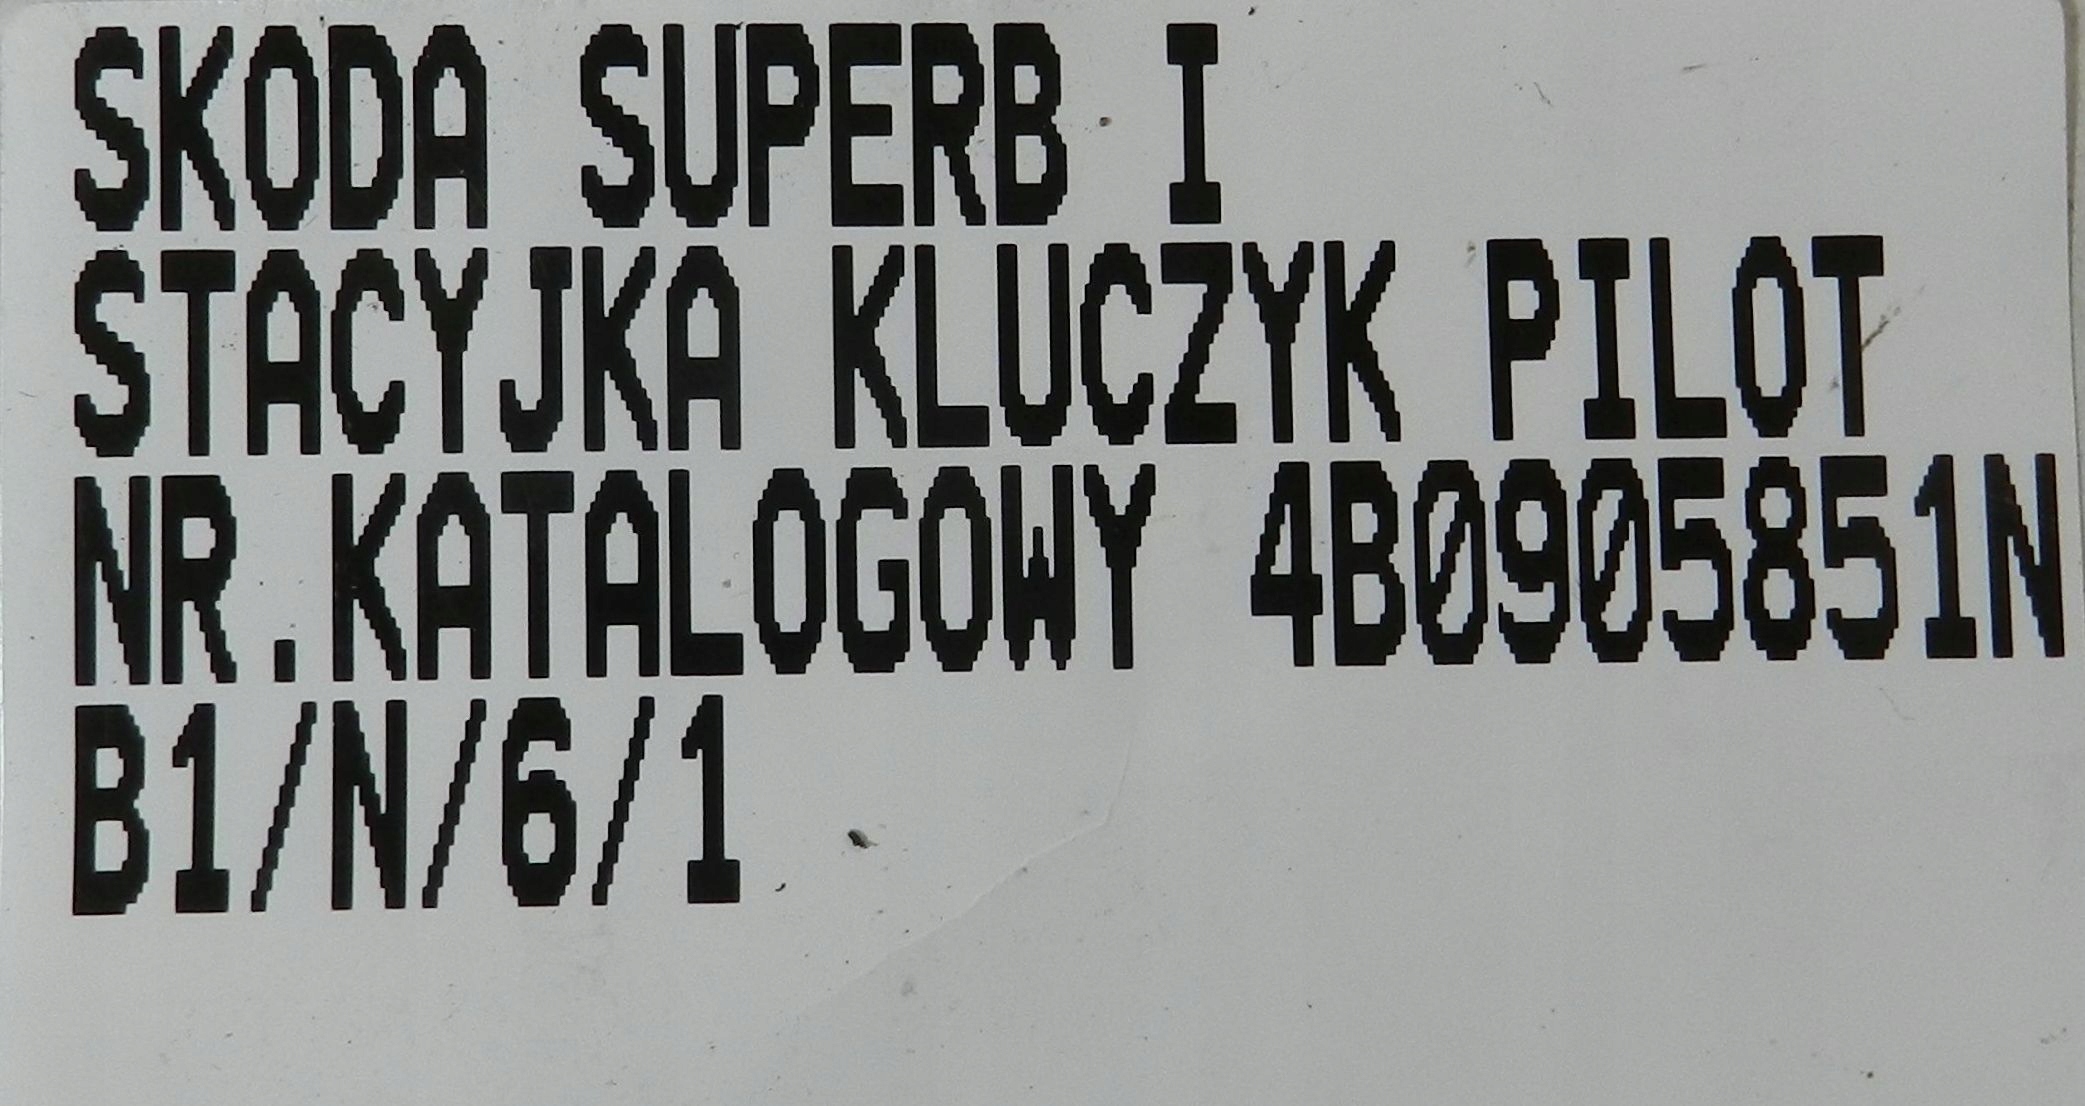 SKODA SUPERB I
STACYJKA KLUCZYK PILOT
NR.KATALOGOWY 4B0905851N
B1/N/6/1